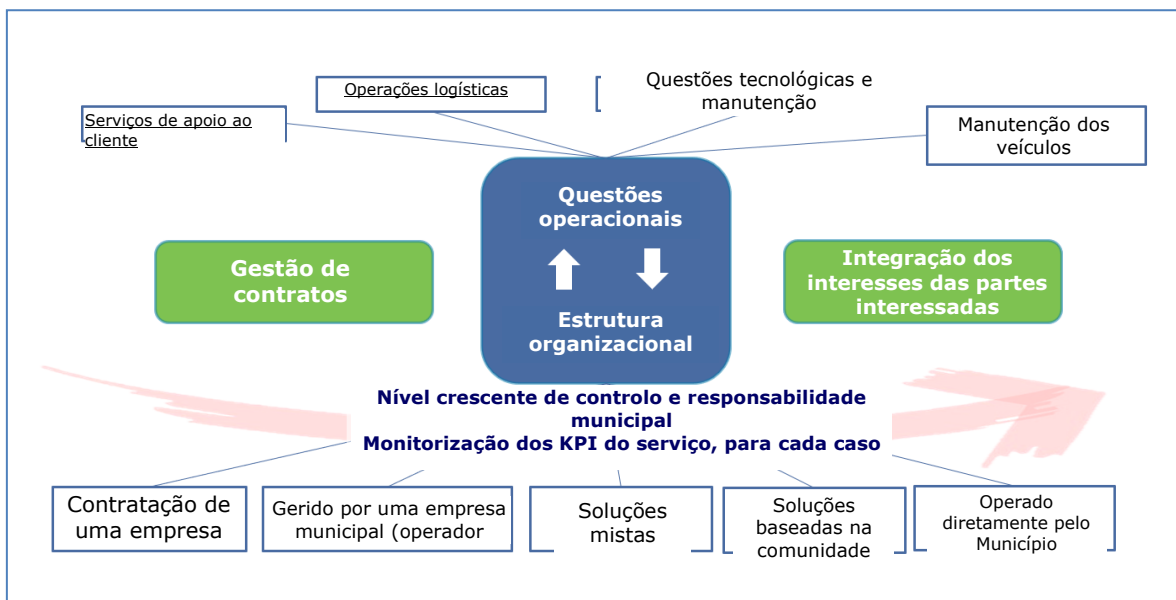 Operações logísticas
Questões tecnológicas e
manutenção
Serviços de apoio ao
cliente
Manutenção dos
veículos
Questões
operacionais
Gestão de
contratos
Integração dos
interesses das partes
interessadas
Estrutura
organizacional
Nível crescente de controlo e responsabilidade
municipal
Monitorização dos KPI do serviço, para cada caso
Contratação de
uma empresa
Gerido por uma empresa
municipal (operador
Soluções
mistas
Soluções
baseadas na
comunidade
Operado
diretamente pelo
Município